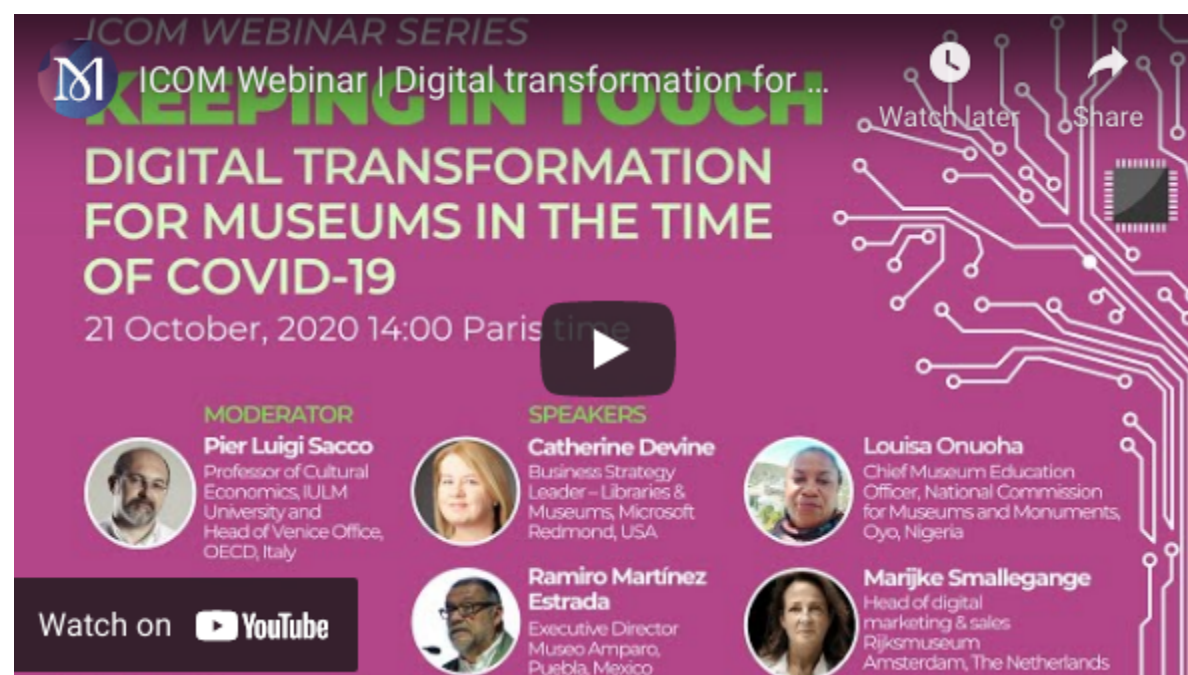 ICOM WEBINAR SERIES
ICOM Webinar | Digital transformation for ...
KEEPING IN TOUCH
Watch later
Share
DIGITAL TRANSFORMATION
FOR MUSEUMS IN THE TIME
OF COVID-19
21 October, 2020 14:00 Paris time
MODERATOR
Pier Luigi Sacco
Professor of Cultural
Economics, IULM
University and
Head of Venice Office,
OECD, Italy
SPEAKERS
Catherine Devine
Business Strategy
Leader – Libraries &
Museums, Microsoft
Redmond, USA
Louisa Onuoha
Chief Museum Education
Officer, National Commission
for Museums and Monuments,
Oyo, Nigeria
Ramiro Martínez
Estrada
Executive Director
Museo Amparo,
Puebla, Mexico
Marijke Smallegange
Head of digital
marketing & sales
Rijksmuseum
Amsterdam, The Netherlands
Watch on YouTube